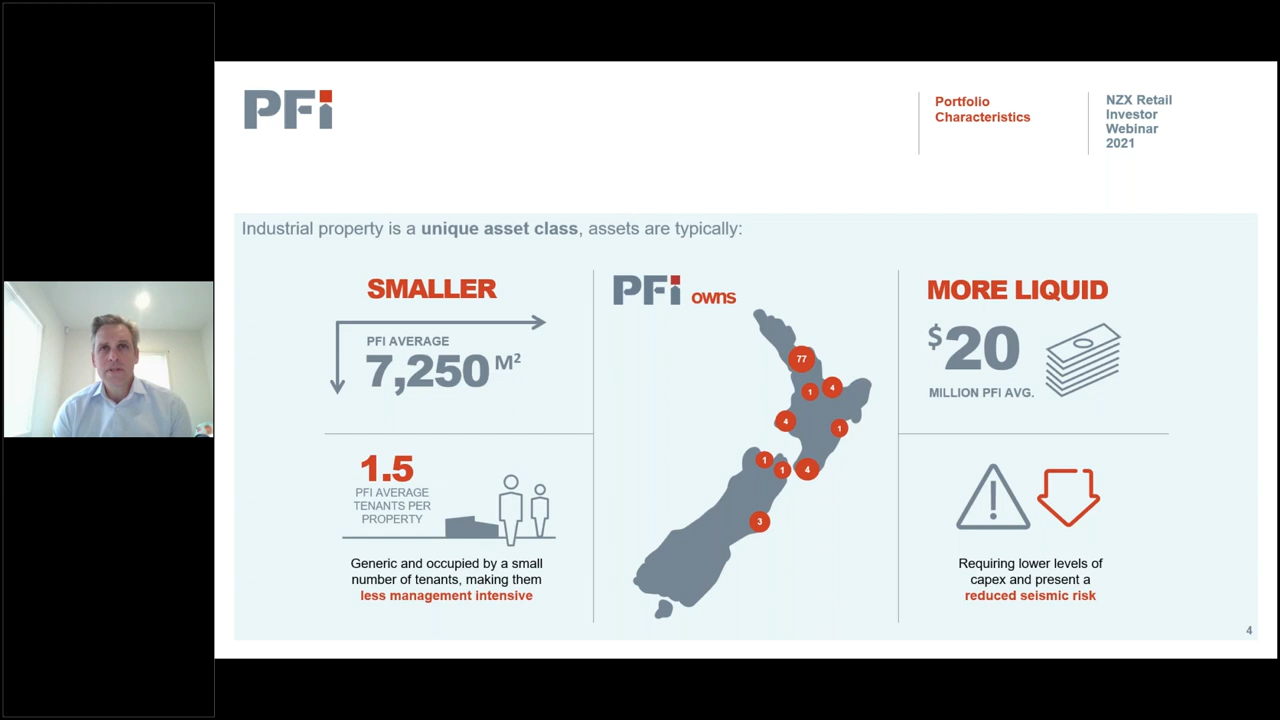 PFi
Portfolio
Characteristics
NZX Retail
Investor
Webinar
2021
Industrial property is a unique asset class, assets are typically:
SMALLER
PFI AVERAGE
7,250 M²
1.5
PFI AVERAGE
TENANTS PER
PROPERTY
Generic and occupied by a small
number of tenants, making them
less management intensive
PFi owns
77
1
4
4
1
1
1
4
3
MORE LIQUID
$20
MILLION PFI AVG.
Requiring lower levels of
capex and present a
reduced seismic risk
4